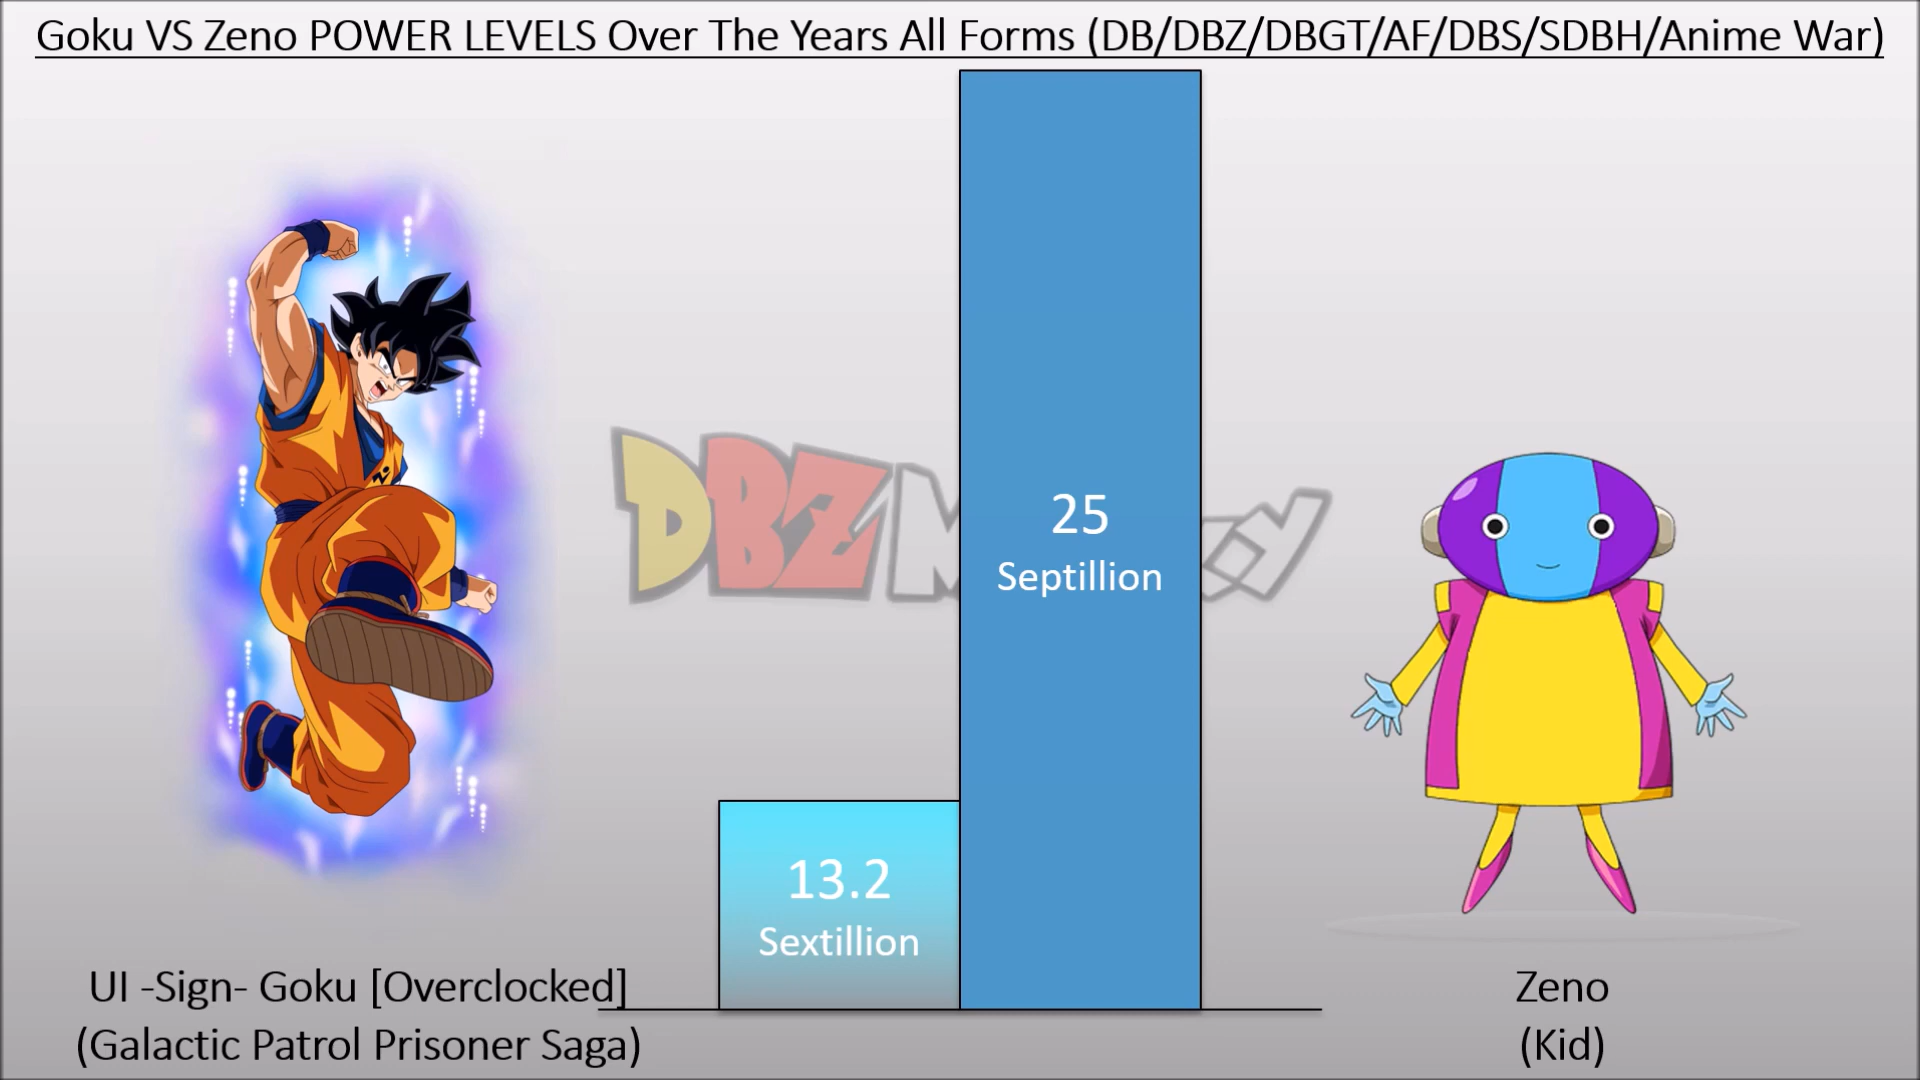 Goku VS Zeno POWER LEVELS Over The Years All Forms (DB/DBZ/DBGT/AF/DBS/SDBH/Anime War)
DBZ
25
Septillion
13.2
Sextillion
UI -Sign- Goku [Overclocked]
(Galactic Patrol Prisoner Saga)
Zeno
(Kid)